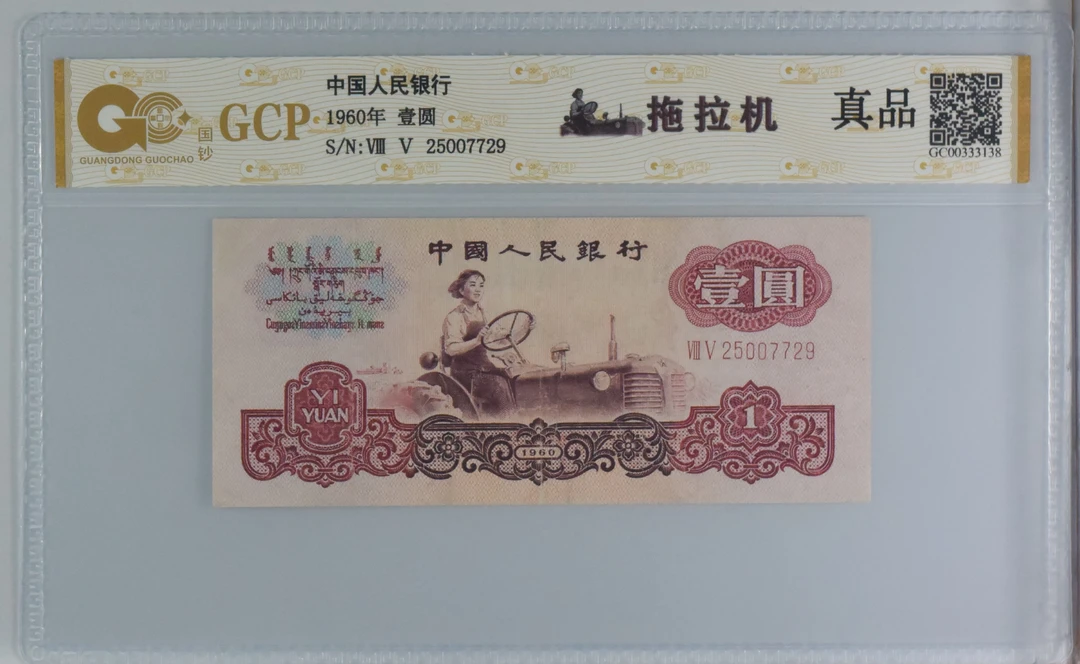 GCP
国钞
GUANGDONG GUOCHAO
中国人民银行
1960年 壹圆
S/N:Ⅷ Ⅴ 25007729
拖拉机
真品
GC00333138
中國人民銀行
壹圓
Ⅷ Ⅴ 25007729
YI
YUAN
1960
1